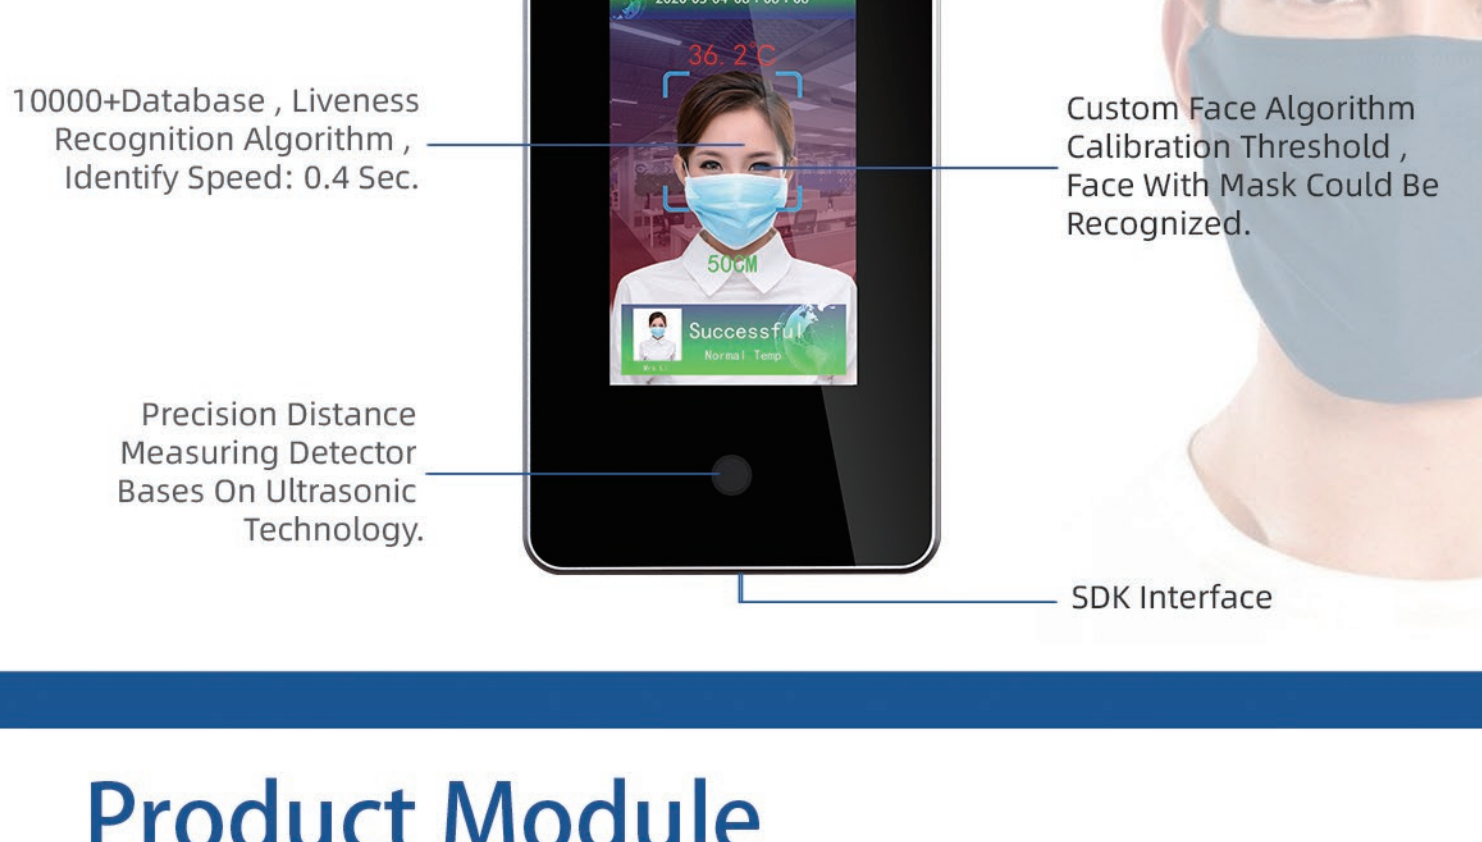 36.2℃
10000+Database , Liveness
Recognition Algorithm ,
Identify Speed: 0.4 Sec.
Custom Face Algorithm
Calibration Threshold ,
Face With Mask Could Be
Recognized.
50CM
Successful
Normal Temp
Precision Distance
Measuring Detector
Bases On Ultrasonic
Technology.
SDK Interface
Product Module